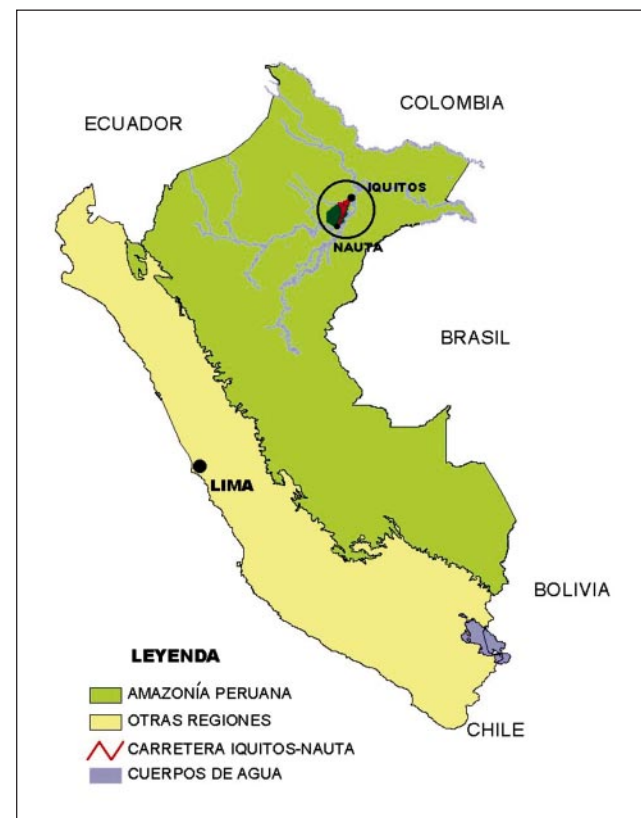 COLOMBIA
ECUADOR
IQUITOS
NAUTA
BRASIL
LIMA
BOLIVIA
LEYENDA
AMAZONÍA PERUANA
OTRAS REGIONES
CHILE
CARRETERA IQUITOS-NAUTA
CUERPOS DE AGUA